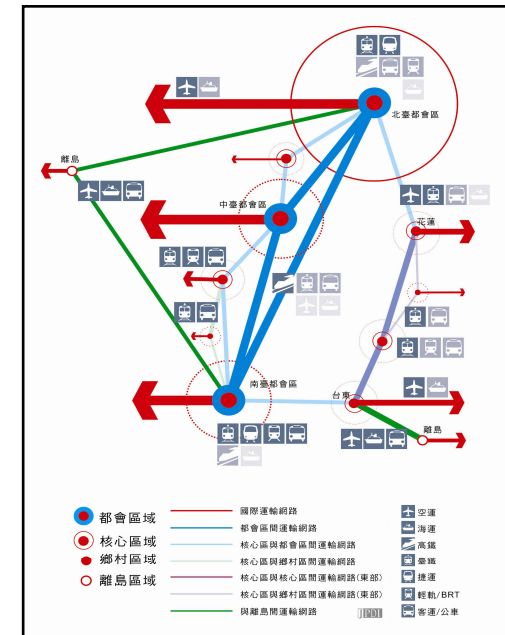 北臺都會區
離島
中臺都會區
花蓮
南臺都會區
台東
離島
都會區域
核心區域
鄉村區域
離島區域
國際運輸網路
都會區間運輸網路
核心區與都會區間運輸網路
核心區與鄉村區間運輸網路
核心區與核心區間運輸網路(東部)
核心區與鄉村區間運輸網路(東部)
與離島間運輸網路
空運
海運
高鐵
臺鐵
捷運
輕軌/BRT
客運/公車